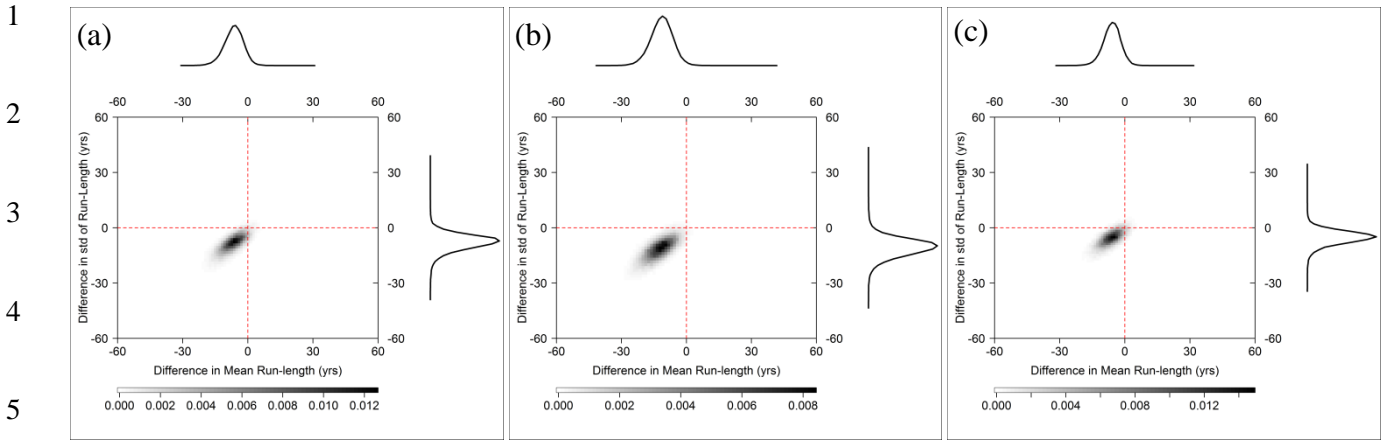 1
(a)
(b)
(c)
-60 -30 0 30 60
-60 -30 0 30 60
-60 -30 0 30 60
2
60 60
60 60
60 60
Difference in std of Run-Length (yrs)
Difference in std of Run-Length (yrs)
Difference in std of Run-Length (yrs)
30 30
30 30
30 30
3
0 0
0 0
0 0
-30 -30
-30 -30
-30 -30
4
-60 -60
-60 -60
-60 -60
-60 -30 0 30 60
-60 -30 0 30 60
-60 -30 0 30 60
Difference in Mean Run-length (yrs)
Difference in Mean Run-length (yrs)
Difference in Mean Run-length (yrs)
0.000 0.002 0.004 0.006 0.008 0.010 0.012
0.000 0.002 0.004 0.006 0.008
0.000 0.004 0.008 0.012
5